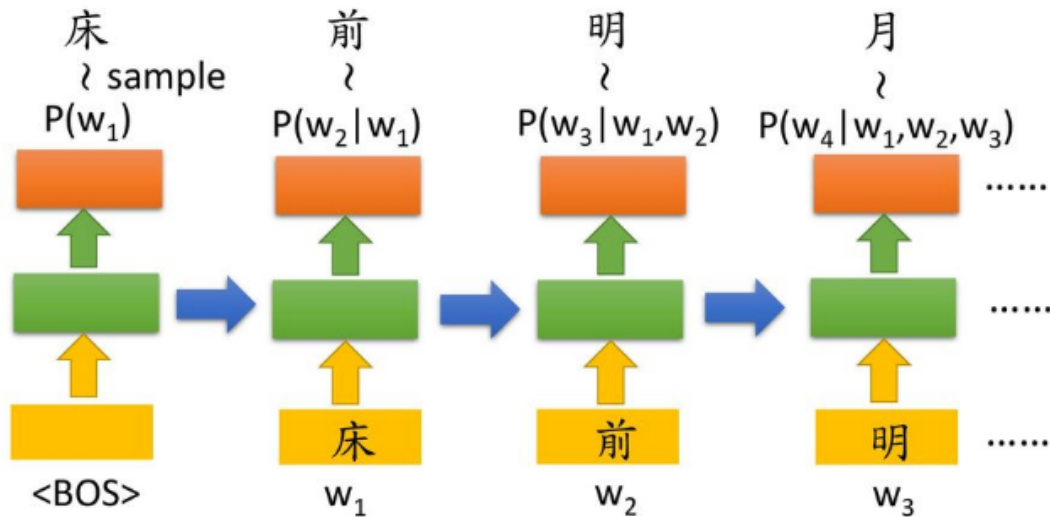 床 前 明 月
~ sample ~ ~ ~
P(w₁) P(w₂|w₁) P(w₃|w₁,w₂) P(w₄|w₁,w₂,w₃)
……
……
床 前 明 ……
<BOS> w₁ w₂ w₃